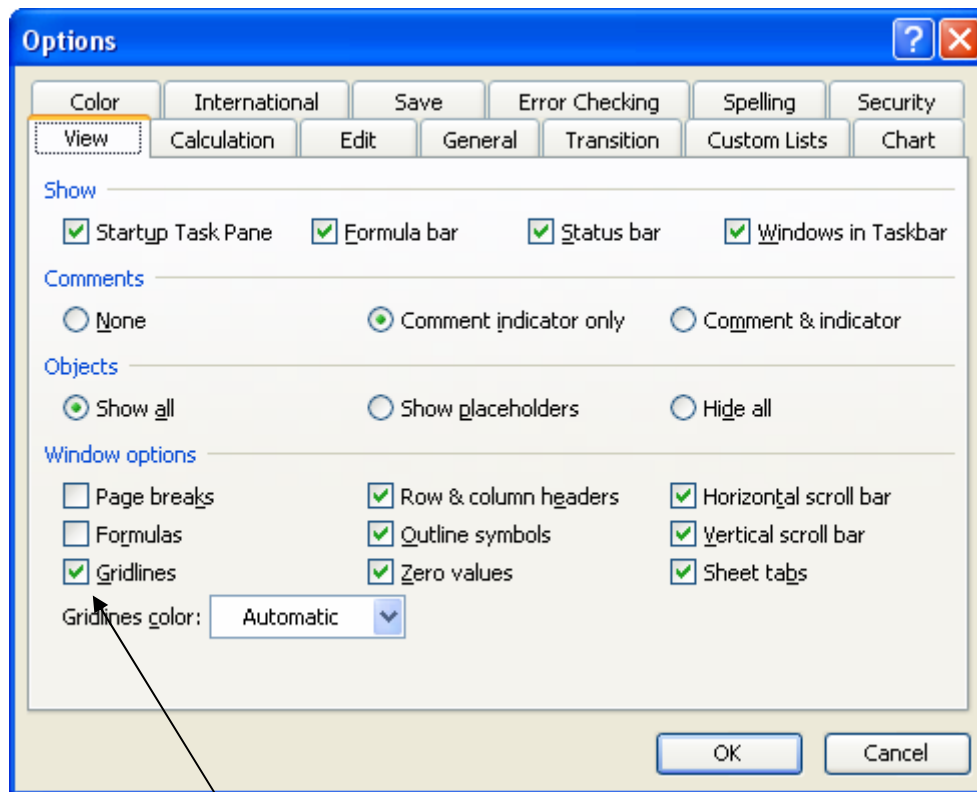 Options
Color International Save Error Checking Spelling Security
View Calculation Edit General Transition Custom Lists Chart
Show
Startup Task Pane Formula bar Status bar Windows in Taskbar
Comments
None Comment indicator only Comment & indicator
Objects
Show all Show placeholders Hide all
Window options
Page breaks Row & column headers Horizontal scroll bar
Formulas Outline symbols Vertical scroll bar
Gridlines Zero values Sheet tabs
Gridlines color: Automatic
OK Cancel